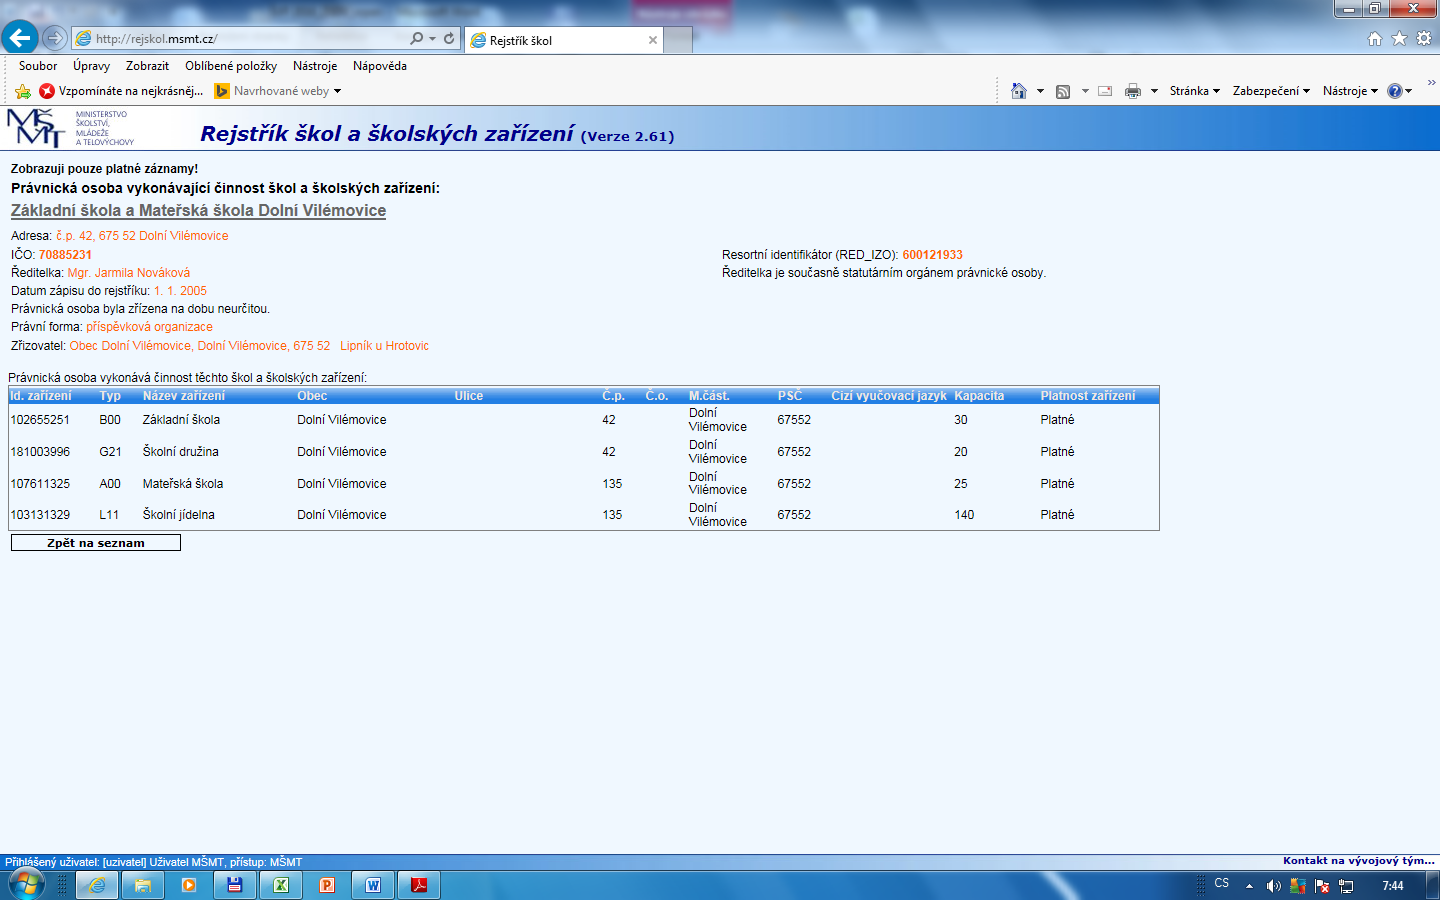 http://rejskol.msmt.cz/
Rejstřík škol
Soubor Úpravy Zobrazit Oblíbené položky Nástroje Nápověda
Vzpomínáte na nejkrásněj... Navrhované weby
Stránka Zabezpečení Nástroje
MINISTERSTVO
ŠKOLSTVÍ,
MLÁDEŽE
A TĚLOVÝCHOVY
MŠMT
Rejstřík škol a školských zařízení (Verze 2.61)
Zobrazuji pouze platné záznamy!
Právnická osoba vykonávající činnost škol a školských zařízení:
Základní škola a Mateřská škola Dolní Vilémovice
Adresa: č.p. 42, 675 52 Dolní Vilémovice
IČO: 70885231 Resortní identifikátor (RED_IZO): 600121933
Ředitelka: Mgr. Jarmila Nováková Ředitelka je současně statutárním orgánem právnické osoby.
Datum zápisu do rejstříku: 1. 1. 2005
Právnická osoba byla zřízena na dobu neurčitou.
Právní forma: příspěvková organizace
Zřizovatel: Obec Dolní Vilémovice, Dolní Vilémovice, 675 52 Lipník u Hrotovic
Právnická osoba vykonává činnost těchto škol a školských zařízení:
Id. zařízení Typ Název zařízení Obec Ulice Č.p. Č.o. M.část. PSČ Cizí vyučovací jazyk Kapacita Platnost zařízení
102655251 B00 Základní škola Dolní Vilémovice 42 Dolní Vilémovice 67552 30 Platné
181003996 G21 Školní družina Dolní Vilémovice 42 Dolní Vilémovice 67552 20 Platné
107611325 A00 Mateřská škola Dolní Vilémovice 135 Dolní Vilémovice 67552 25 Platné
103131329 L11 Školní jídelna Dolní Vilémovice 135 Dolní Vilémovice 67552 140 Platné
Zpět na seznam
Přihlášený uživatel: [uzivatel] Uživatel MŠMT, přístup: MŠMT
Kontakt na vývojový tým...
CS 7:44